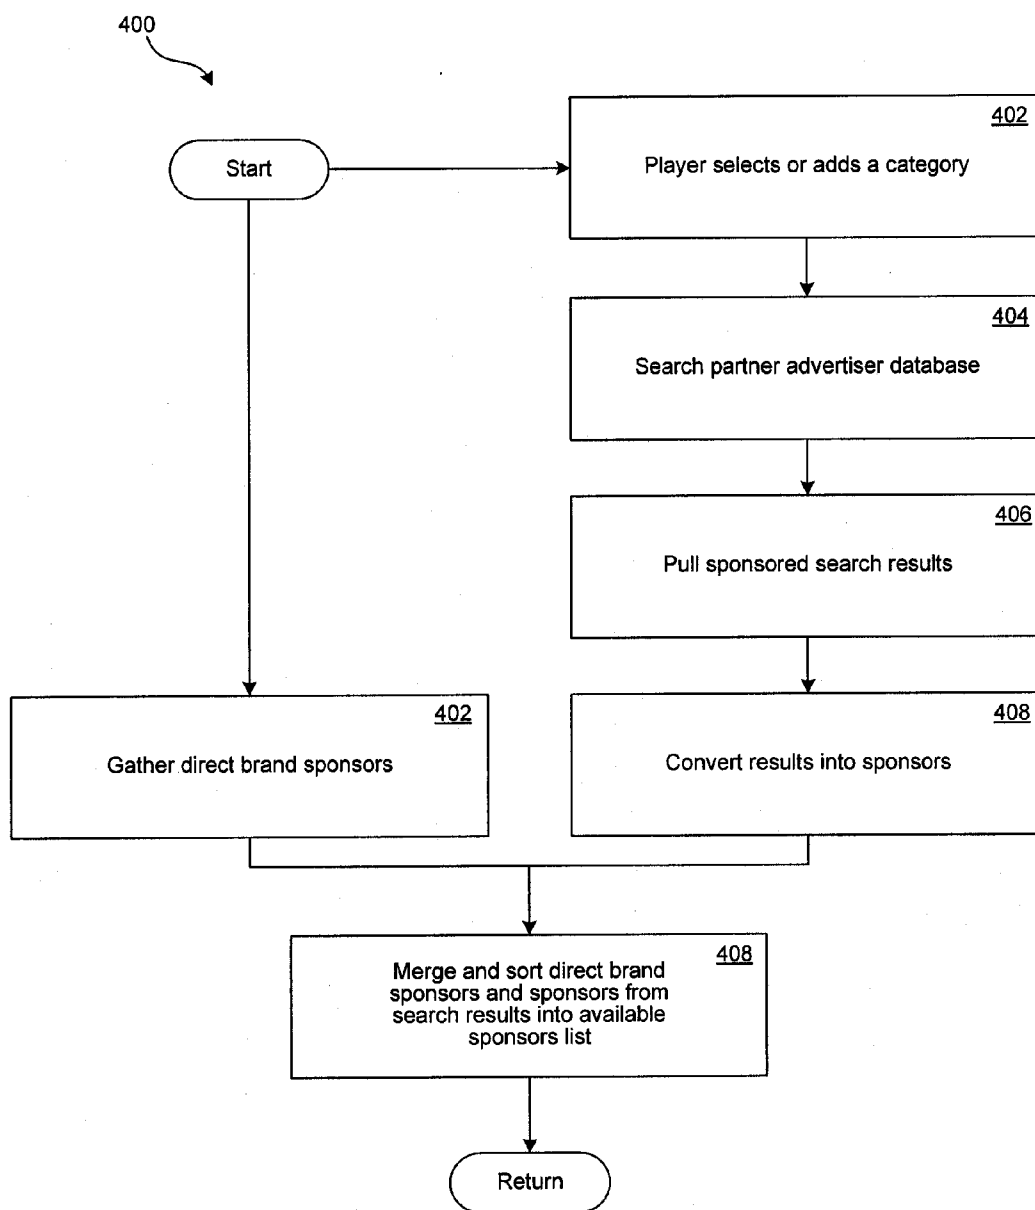 400
402
Start
Player selects or adds a category
404
Search partner advertiser database
406
Pull sponsored search results
402
408
Gather direct brand sponsors
Convert results into sponsors
408
Merge and sort direct brand
sponsors and sponsors from
search results into available
sponsors list
Return